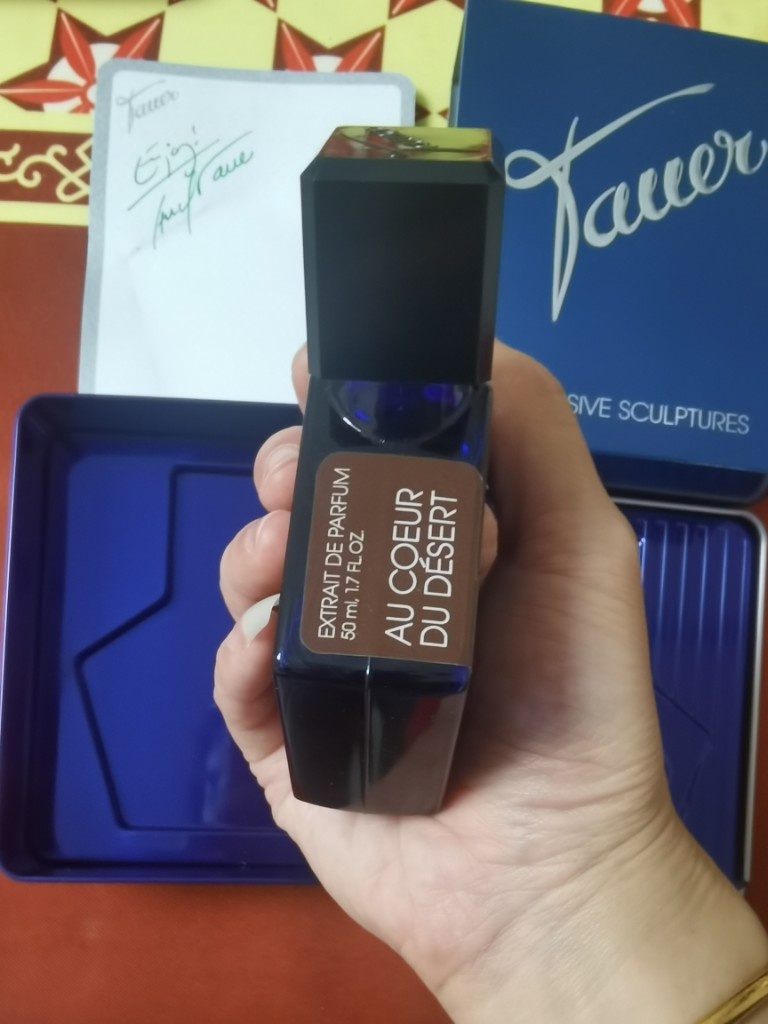 Tauer
Enjoy!
Andy Tauer
Tauer
SIVE SCULPTURES
EXTRAIT DE PARFUM
50 ml, 1.7 FL OZ
AU COEUR
DU DÉSERT